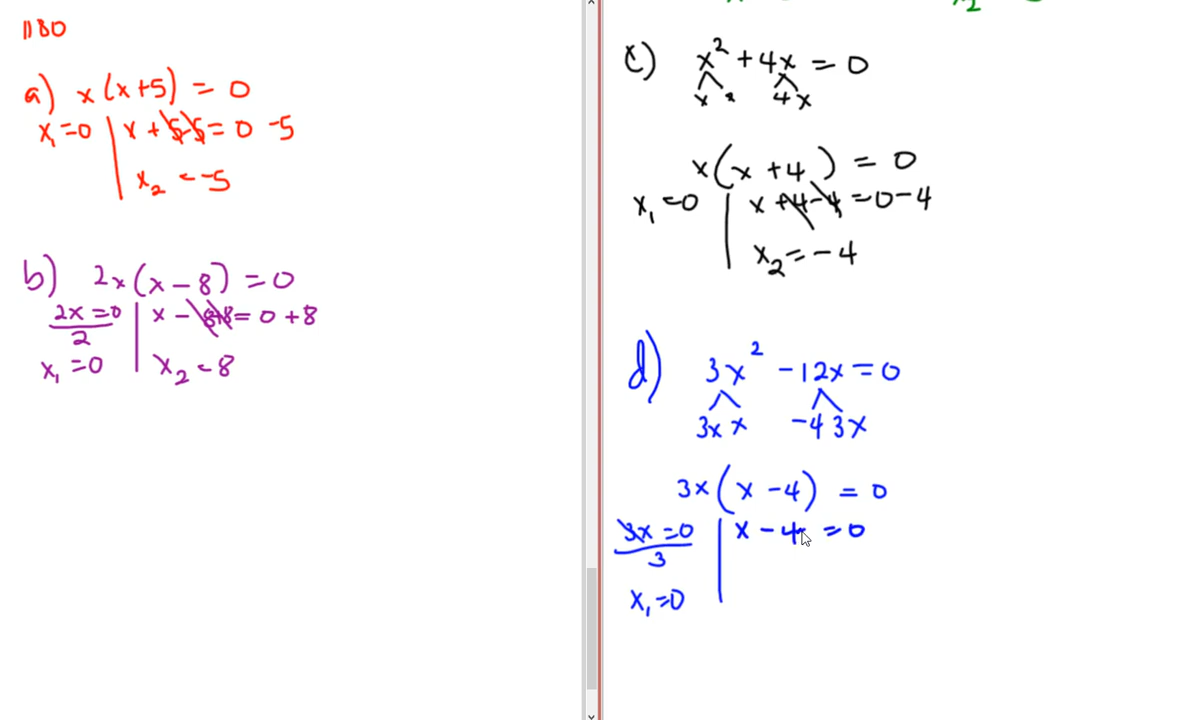 1180
a) x(x+5) = 0
x₁=0 | x + 5-5 = 0 -5
x₂ = -5
b) 2x(x-8) = 0
2x=0 | x - 8+8 = 0 + 8
2
x₁ = 0 | x₂ = 8
c) x² + 4x = 0
x x 4 x
x(x + 4) = 0
x₁ = 0 | x + 4 - 4 = 0 - 4
x₂ = -4
d) 3x² - 12x = 0
3x x -4 3x
3x(x - 4) = 0
3x = 0 | x - 4 = 0
3
x₁ = 0